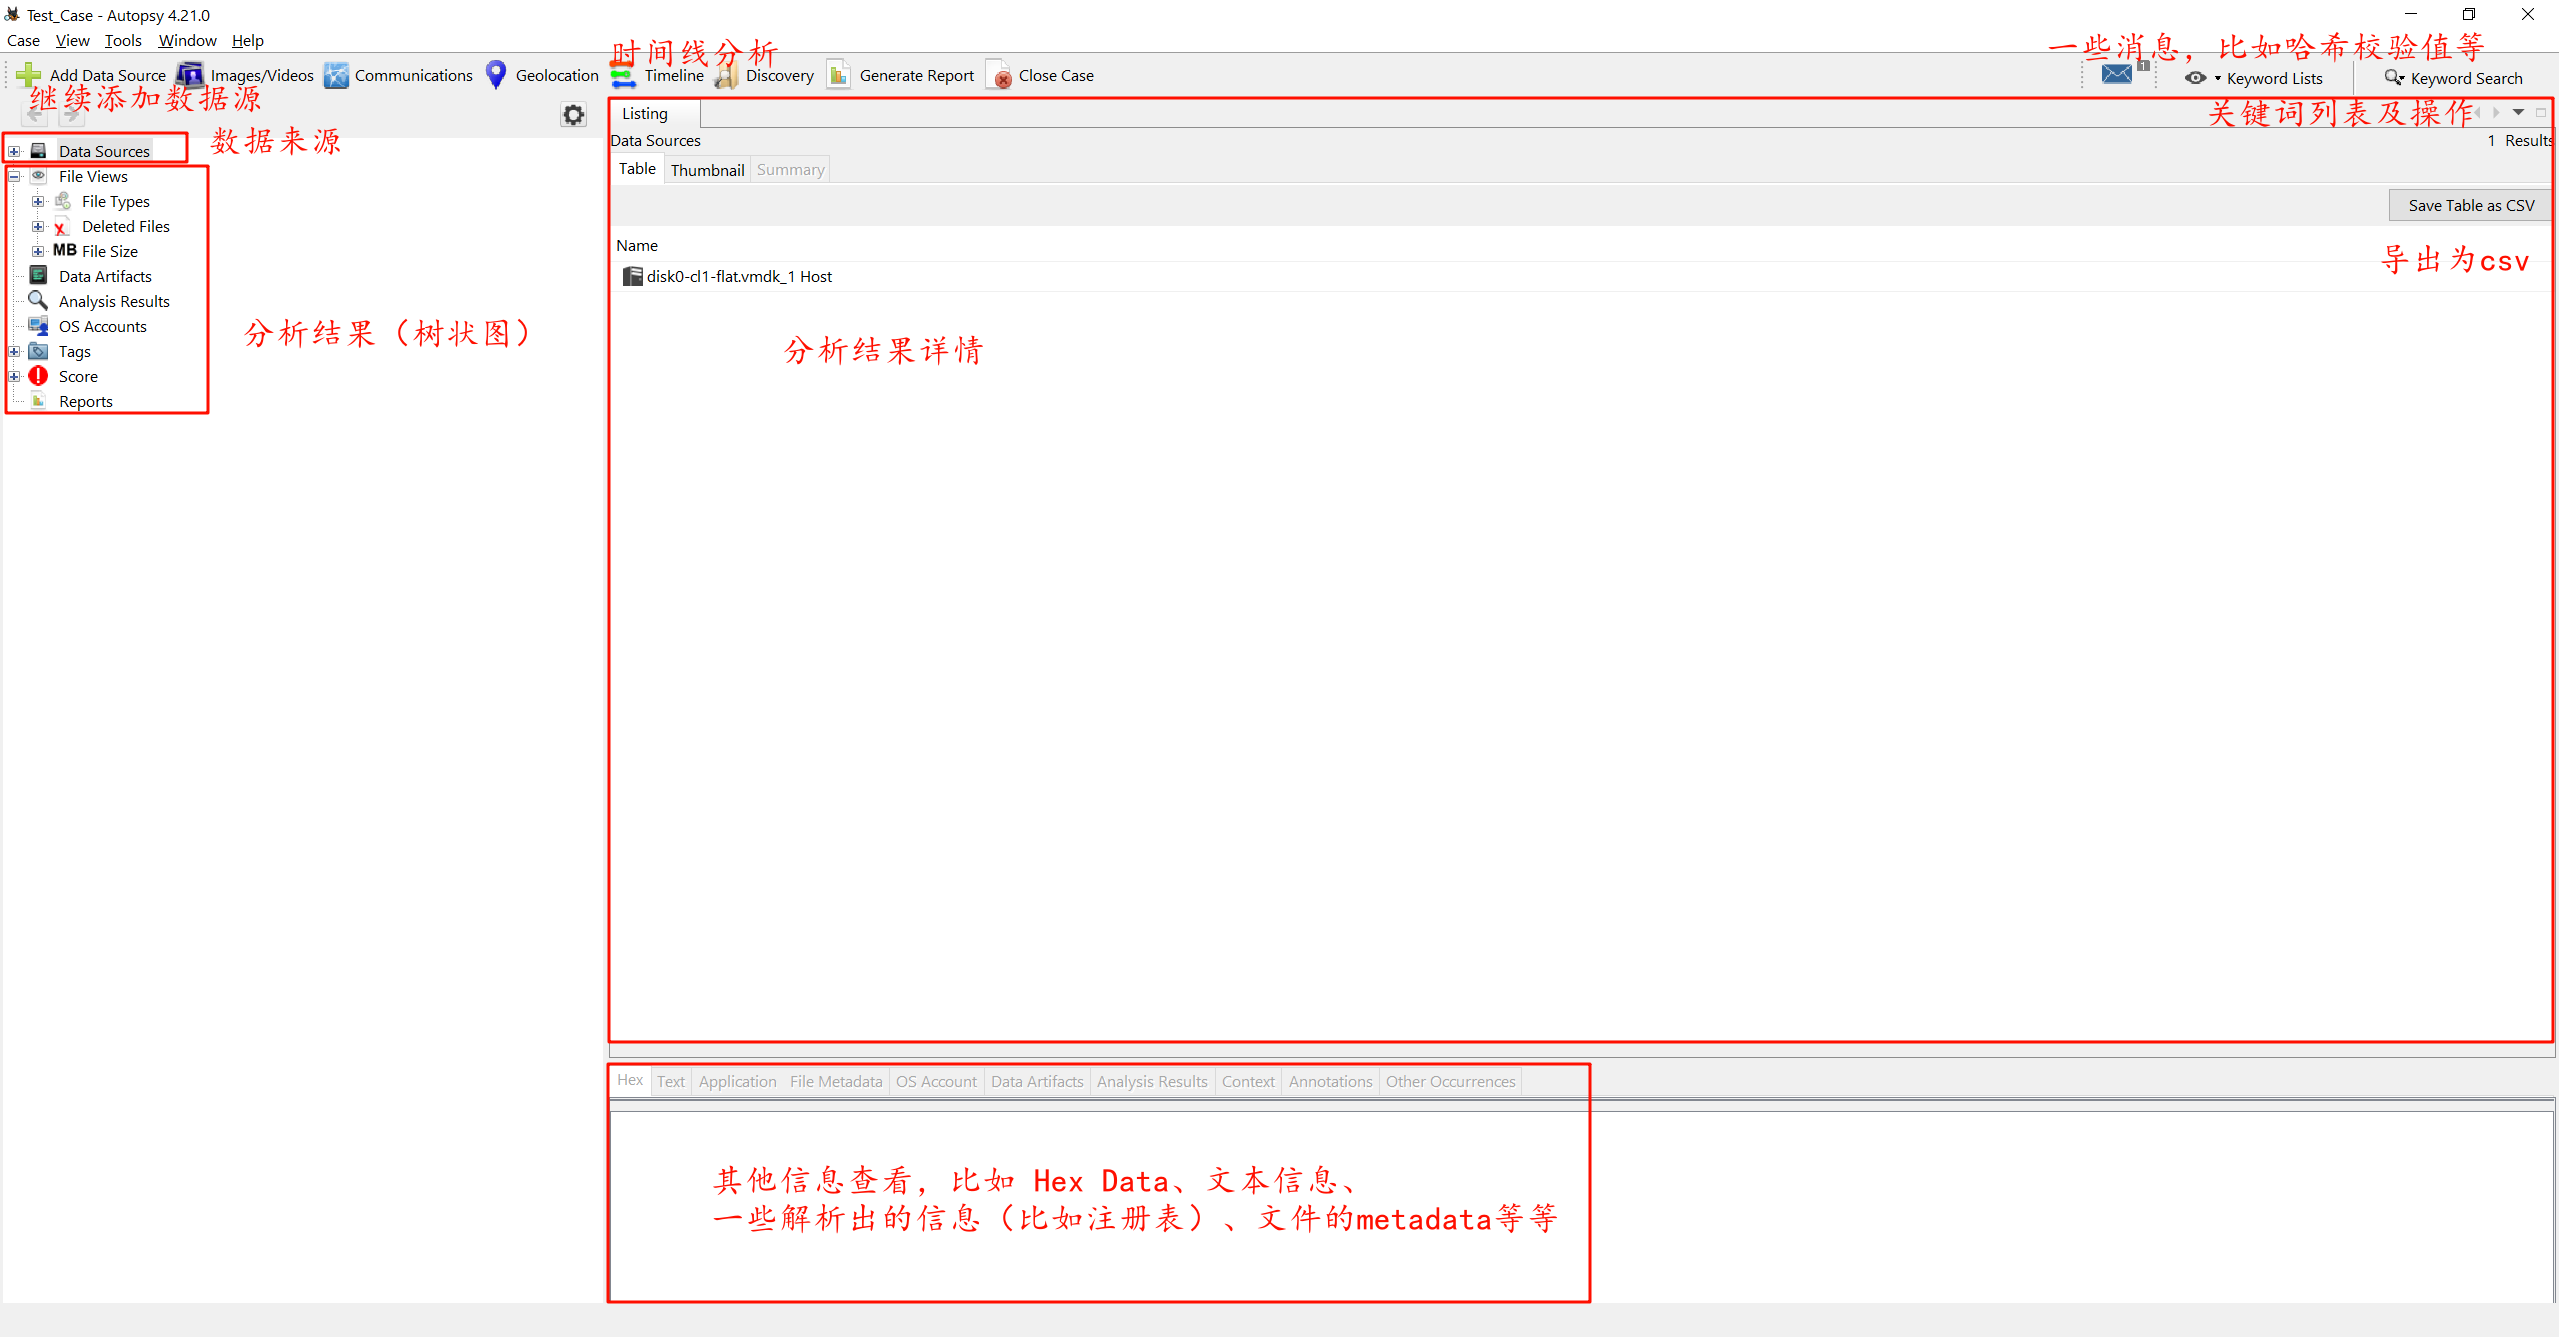 Test_Case - Autopsy 4.21.0
Case View Tools Window Help
时间线分析
一些消息，比如哈希校验值等
Add Data Source Images/Videos Communications Geolocation Timeline Discovery Generate Report Close Case 1 Keyword Lists Keyword Search
继续添加数据源
Listing
关键词列表及操作
数据来源
Data Sources
1 Results
Data Sources
Table Thumbnail Summary
File Views
File Types
Deleted Files
MB File Size
Data Artifacts
Analysis Results
OS Accounts
Tags
Score
Reports
分析结果（树状图）
Save Table as CSV
Name
导出为csv
disk0-cl1-flat.vmdk_1 Host
分析结果详情
Hex Text Application File Metadata OS Account Data Artifacts Analysis Results Context Annotations Other Occurrences
其他信息查看，比如 Hex Data、文本信息、
一些解析出的信息（比如注册表）、文件的metadata等等